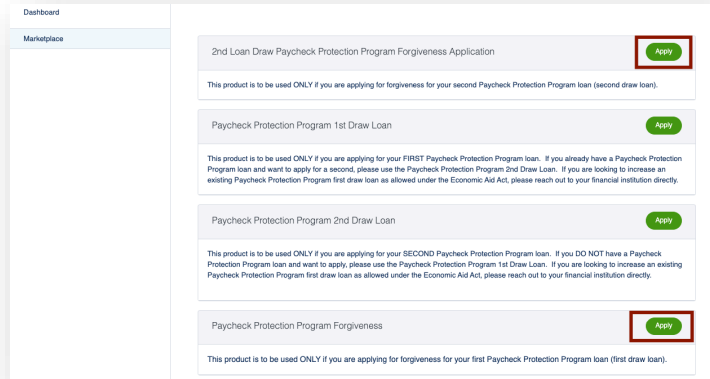 Dashboard
Marketplace
2nd Loan Draw Paycheck Protection Program Forgiveness Application
Apply
This product is to be used ONLY if you are applying for forgiveness for your second Paycheck Protection Program loan (second draw loan).
Paycheck Protection Program 1st Draw Loan
Apply
This product is to be used ONLY if you are applying for your FIRST Paycheck Protection Program loan. If you already have a Paycheck Protection
Program loan and want to apply for a second, please use the Paycheck Protection Program 2nd Draw Loan. If you are looking to increase an
existing Paycheck Protection Program first draw loan as allowed under the Economic Aid Act, please reach out to your financial institution directly.
Paycheck Protection Program 2nd Draw Loan
Apply
This product is to be used ONLY if you are applying for your SECOND Paycheck Protection Program loan. If you DO NOT have a Paycheck
Protection Program loan and want to apply, please use the Paycheck Protection Program 1st Draw Loan. If you are looking to increase an existing
Paycheck Protection Program first draw loan as allowed under the Economic Aid Act, please reach out to your financial institution directly.
Paycheck Protection Program Forgiveness
Apply
This product is to be used ONLY if you are applying for forgiveness for your first Paycheck Protection Program loan (first draw loan).